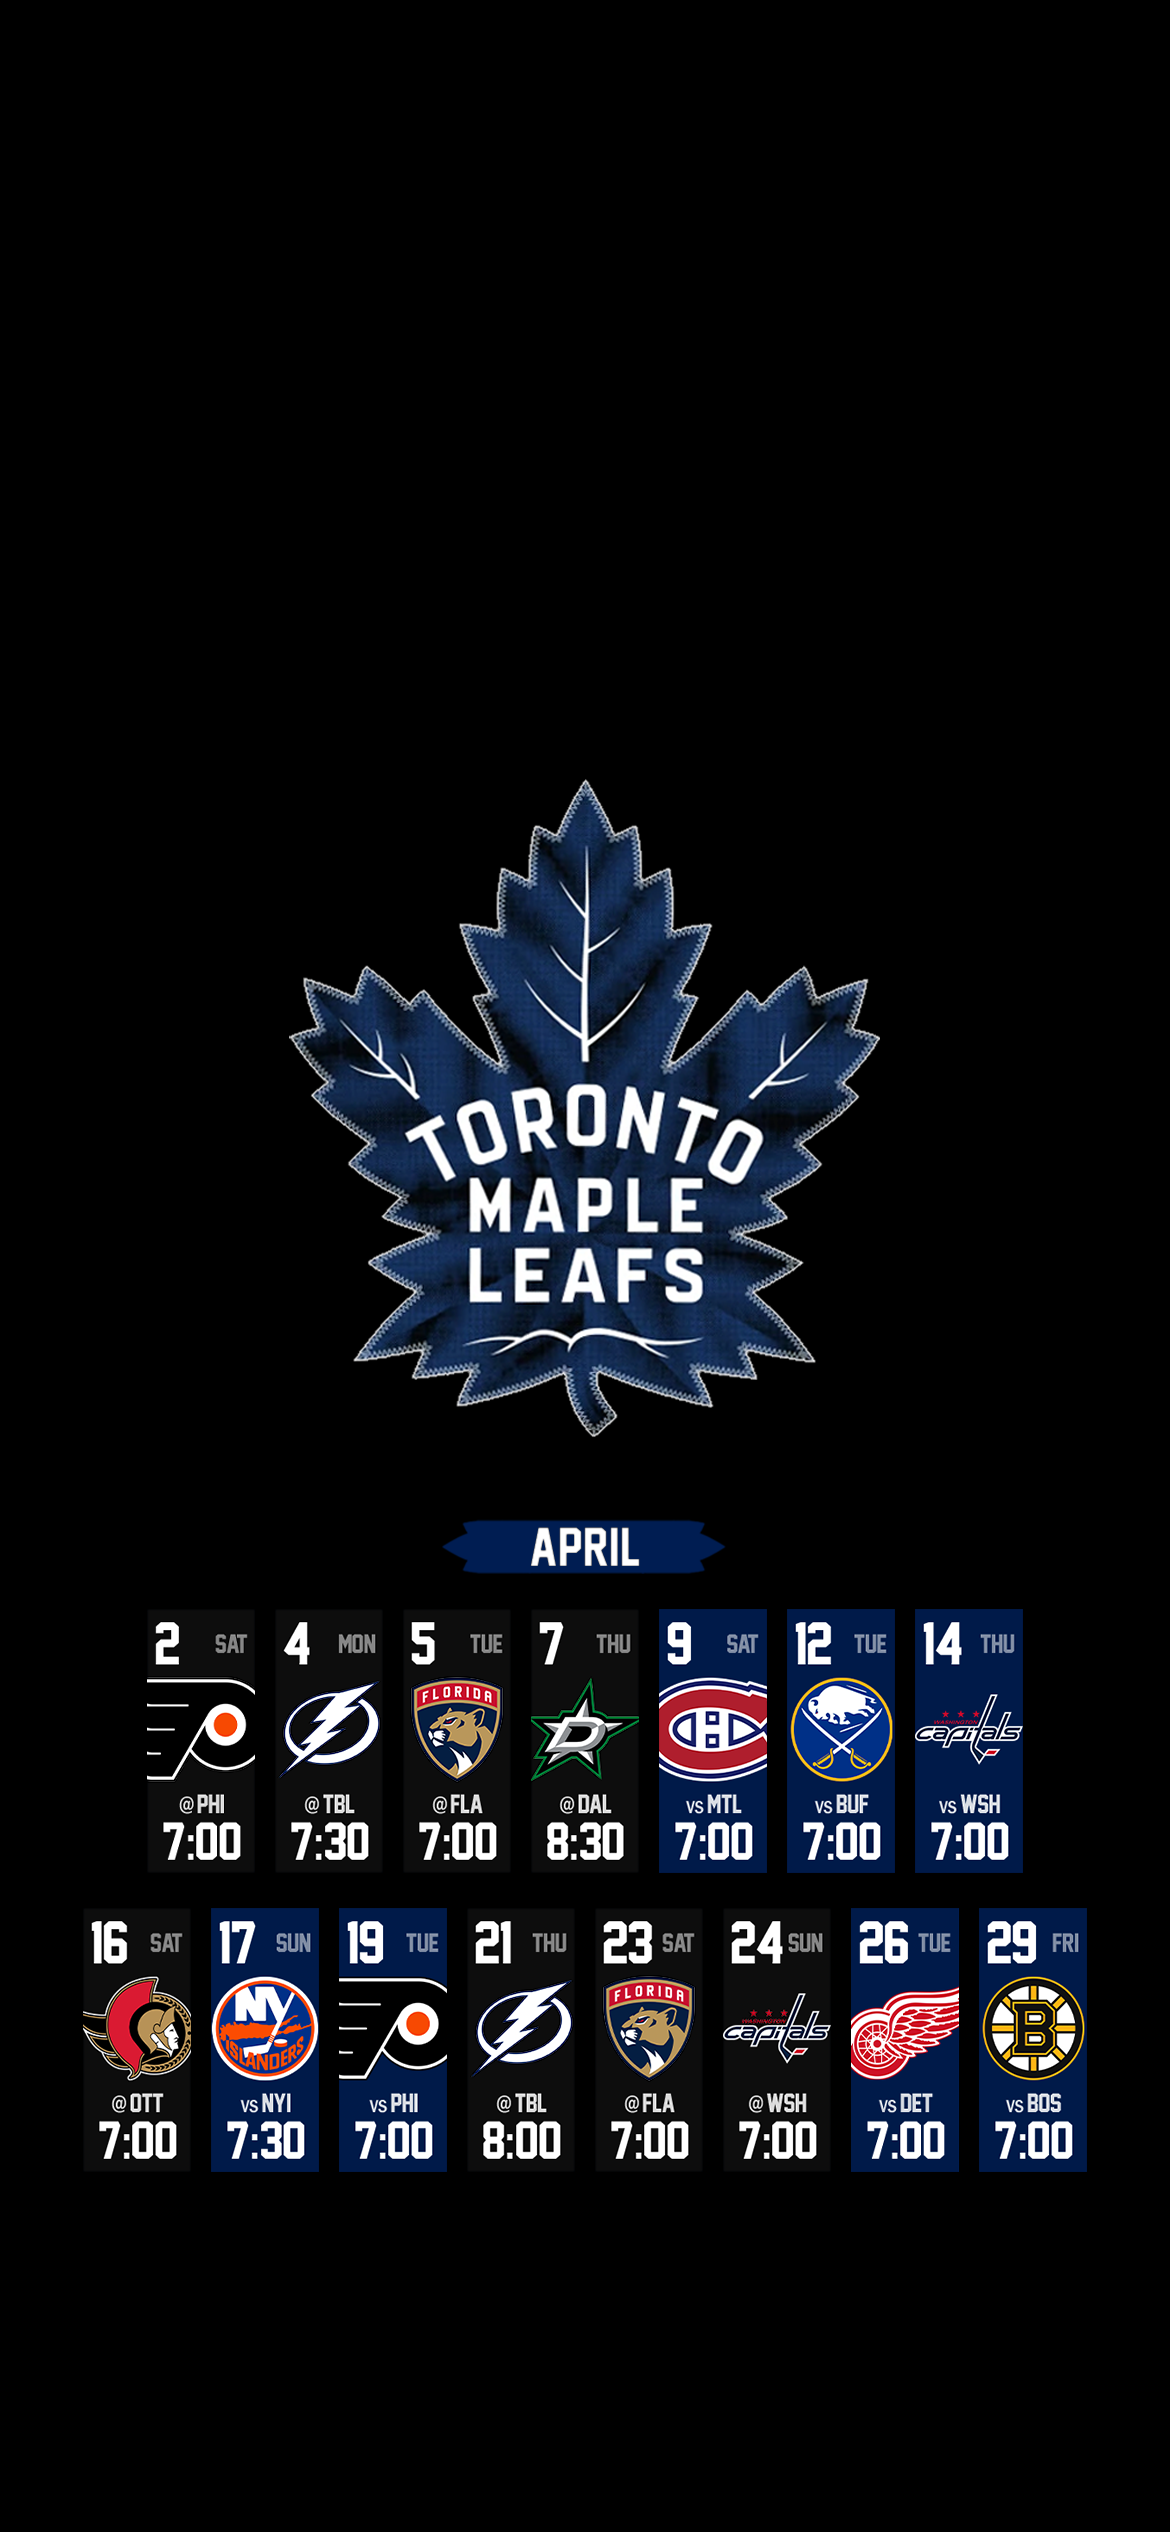 TORONTO
MAPLE
LEAFS
APRIL
2 SAT
FLORIDA
@PHI
7:00
4 MON
@TBL
7:30
5 TUE
@FLA
7:00
7 THU
D
@DAL
8:30
9 SAT
CH
vs MTL
7:00
12 TUE
vs BUF
7:00
14 THU
WASHINGTON
capitals
vs WSH
7:00
16 SAT
@OTT
7:00
17 SUN
NY
ISLANDERS
vs NYI
7:30
19 TUE
vs PHI
7:00
21 THU
@TBL
8:00
23 SAT
FLORIDA
@FLA
7:00
24 SUN
WASHINGTON
capitals
@WSH
7:00
26 TUE
vs DET
7:00
29 FRI
B
vs BOS
7:00